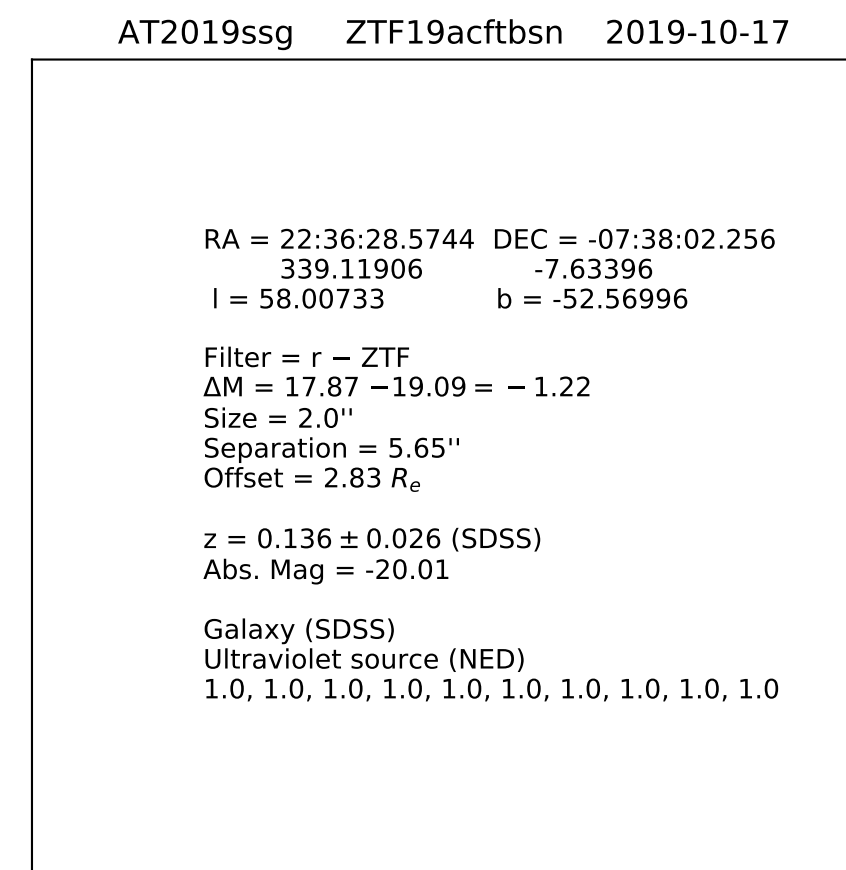 AT2019ssg ZTF19acftbsn 2019-10-17
RA = 22:36:28.5744 DEC = -07:38:02.256
339.11906 -7.63396
l = 58.00733 b = -52.56996
Filter = r − ZTF
ΔM = 17.87 −19.09 = − 1.22
Size = 2.0''
Separation = 5.65''
Offset = 2.83 Rₑ
z = 0.136 ± 0.026 (SDSS)
Abs. Mag = -20.01
Galaxy (SDSS)
Ultraviolet source (NED)
1.0, 1.0, 1.0, 1.0, 1.0, 1.0, 1.0, 1.0, 1.0, 1.0